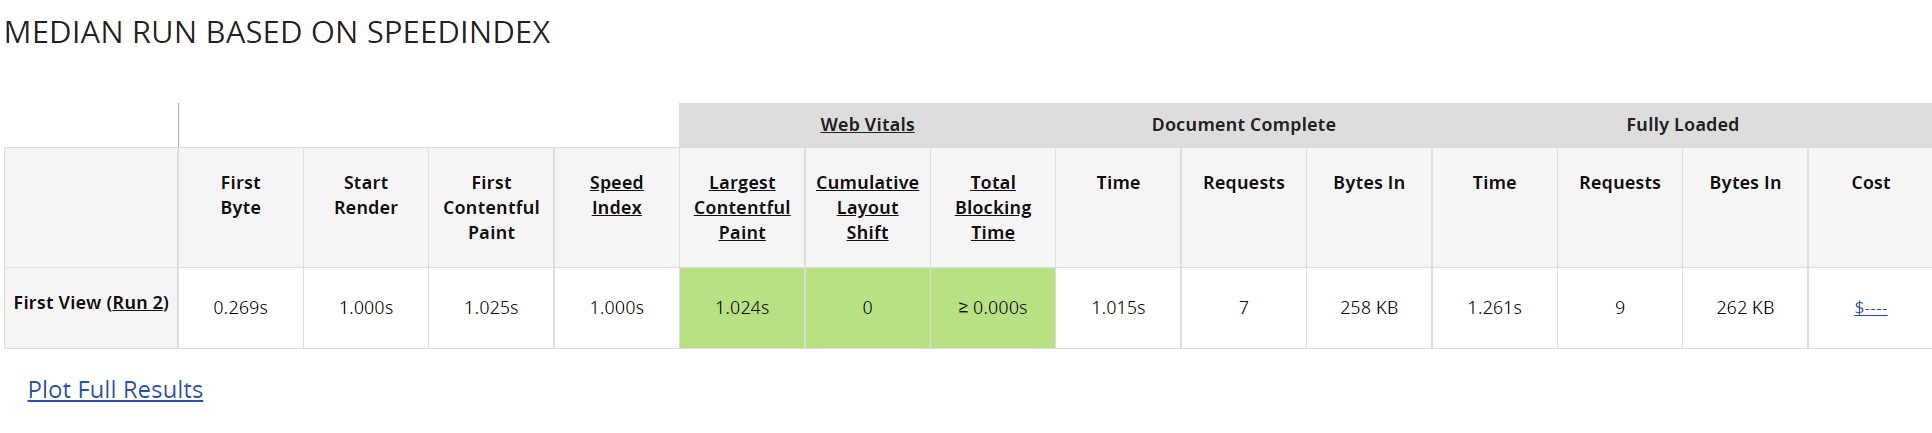 MEDIAN RUN BASED ON SPEEDINDEX
Web Vitals Document Complete Fully Loaded
First Byte Start Render First Contentful Paint Speed Index Largest Contentful Paint Cumulative Layout Shift Total Blocking Time Time Requests Bytes In Time Requests Bytes In Cost
First View (Run 2) 0.269s 1.000s 1.025s 1.000s 1.024s 0 ≥ 0.000s 1.015s 7 258 KB 1.261s 9 262 KB $----
Plot Full Results